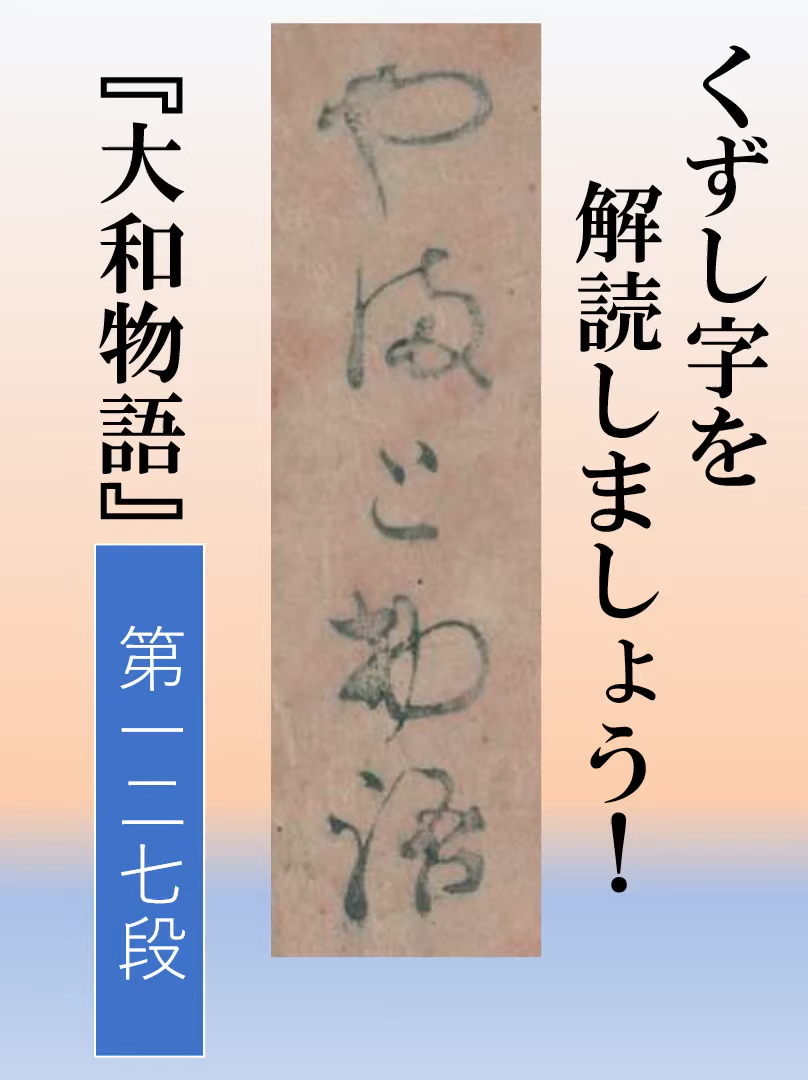 くずし字を
解読しましょう!
やまと物語
『大和物語』
第一二七段